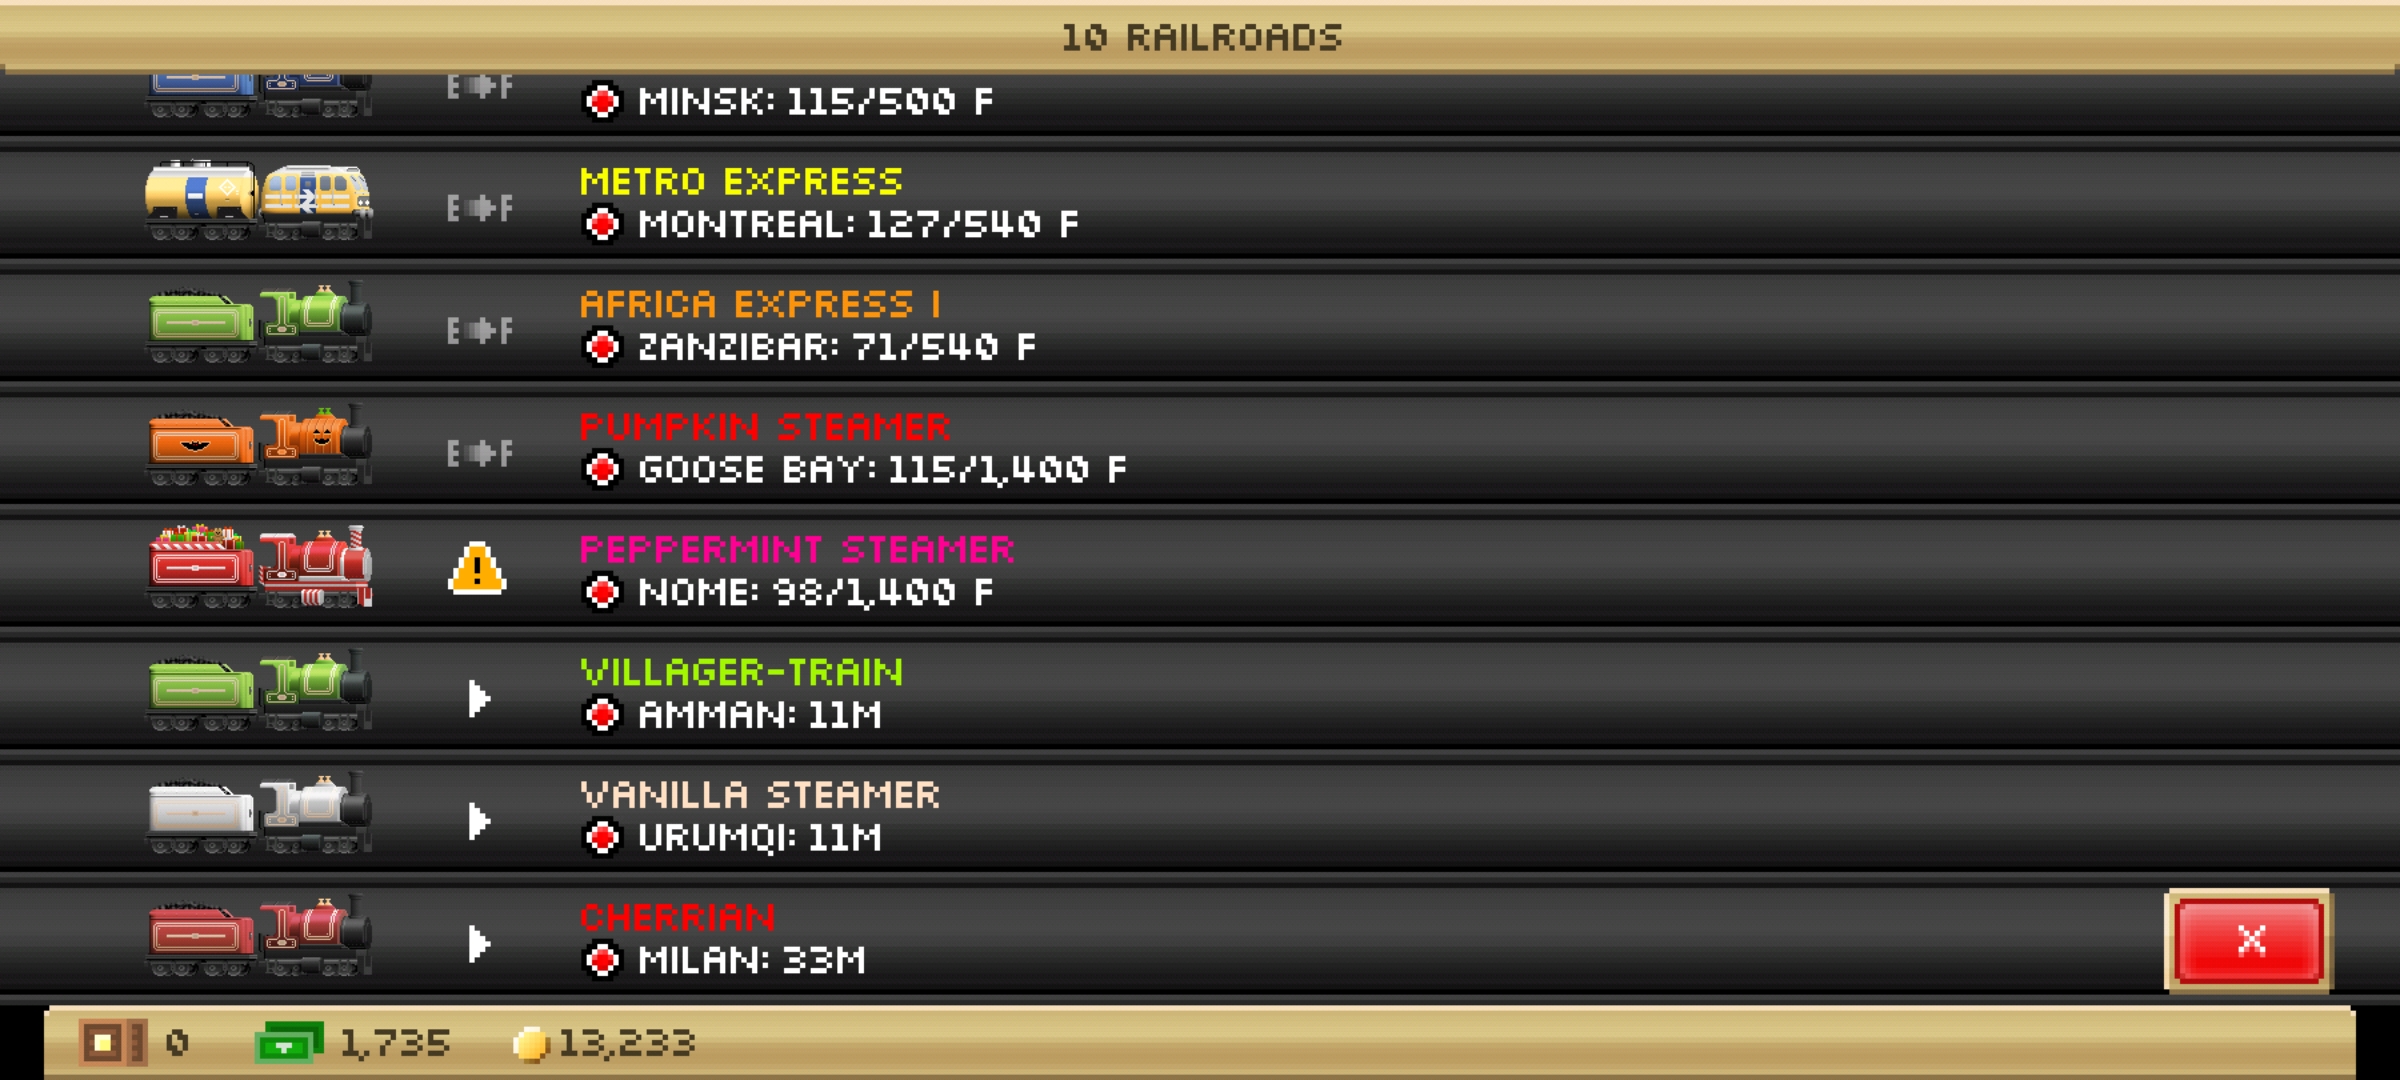 10 RAILROADS
E F
MINSK: 115/500 F
METRO EXPRESS
E F
MONTREAL: 127/540 F
AFRICA EXPRESS I
E F
ZANZIBAR: 71/540 F
PUMPKIN STEAMER
E F
GOOSE BAY: 115/1,400 F
PEPPERMINT STEAMER
!
NOME: 98/1,400 F
VILLAGER-TRAIN
AMMAN: 11M
VANILLA STEAMER
URUMQI: 11M
CHERRIAN
MILAN: 33M
X
0 1,735 13,233